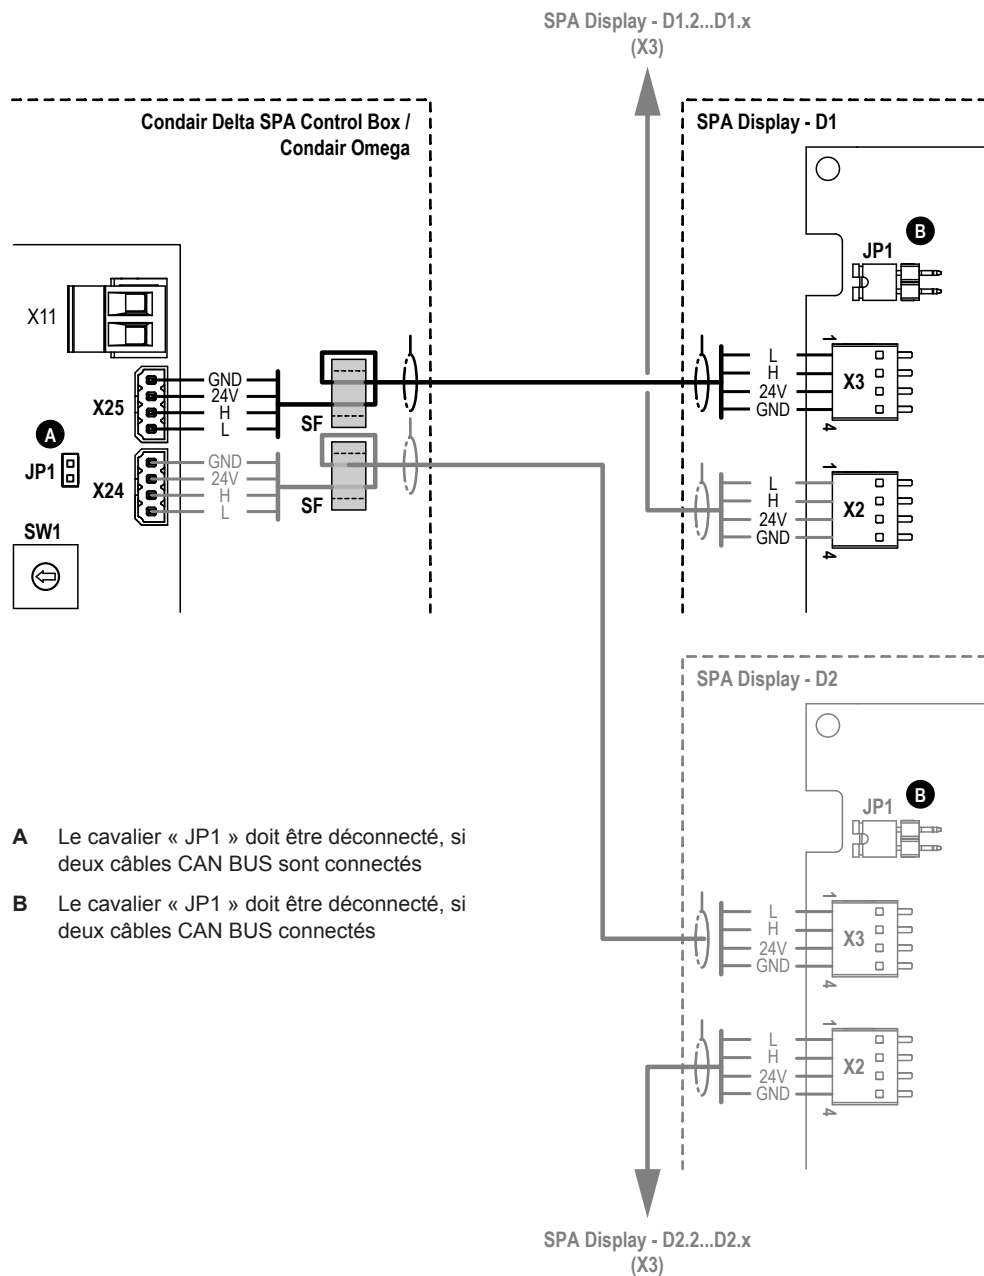 SPA Display - D1.2...D1.x
(X3)
Condair Delta SPA Control Box /
Condair Omega
SPA Display - D1
B
JP1
X11
X25
GND
24V
H
L
SF
A
JP1
X24
GND
24V
H
L
SF
SW1
L
H
24V
GND
1
X3
4
L
H
24V
GND
1
X2
4
SPA Display - D2
B
JP1
L
H
24V
GND
1
X3
4
L
H
24V
GND
1
X2
4
A Le cavalier « JP1 » doit être déconnecté, si
deux câbles CAN BUS sont connectés
B Le cavalier « JP1 » doit être déconnecté, si
deux câbles CAN BUS connectés
SPA Display - D2.2...D2.x
(X3)